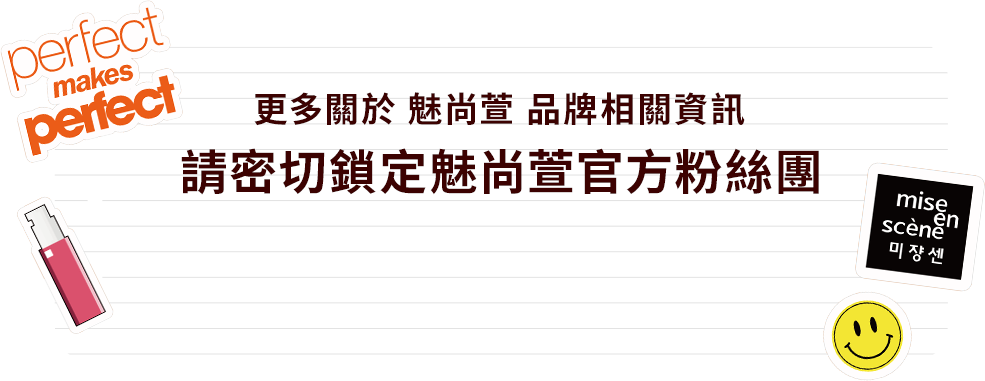 perfect
makes
perfect
更多關於 魅尚萱 品牌相關資訊
請密切鎖定魅尚萱官方粉絲團
mise
en
scène
미쟝센